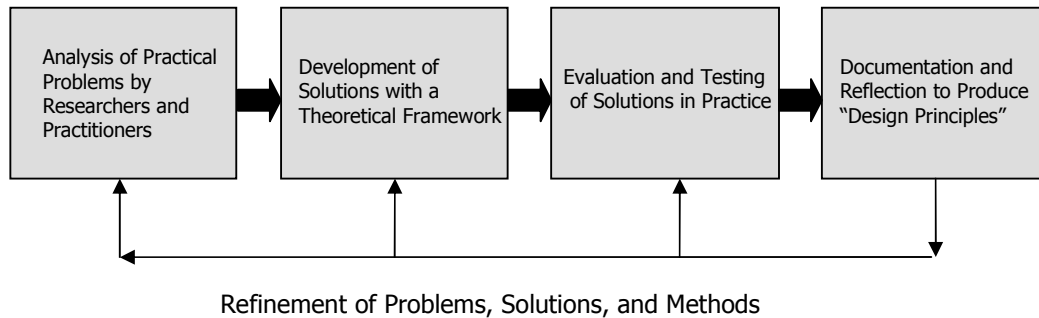 Analysis of Practical
Problems by
Researchers and
Practitioners
Development of
Solutions with a
Theoretical Framework
Evaluation and Testing
of Solutions in Practice
Documentation and
Reflection to Produce
“Design Principles”
Refinement of Problems, Solutions, and Methods